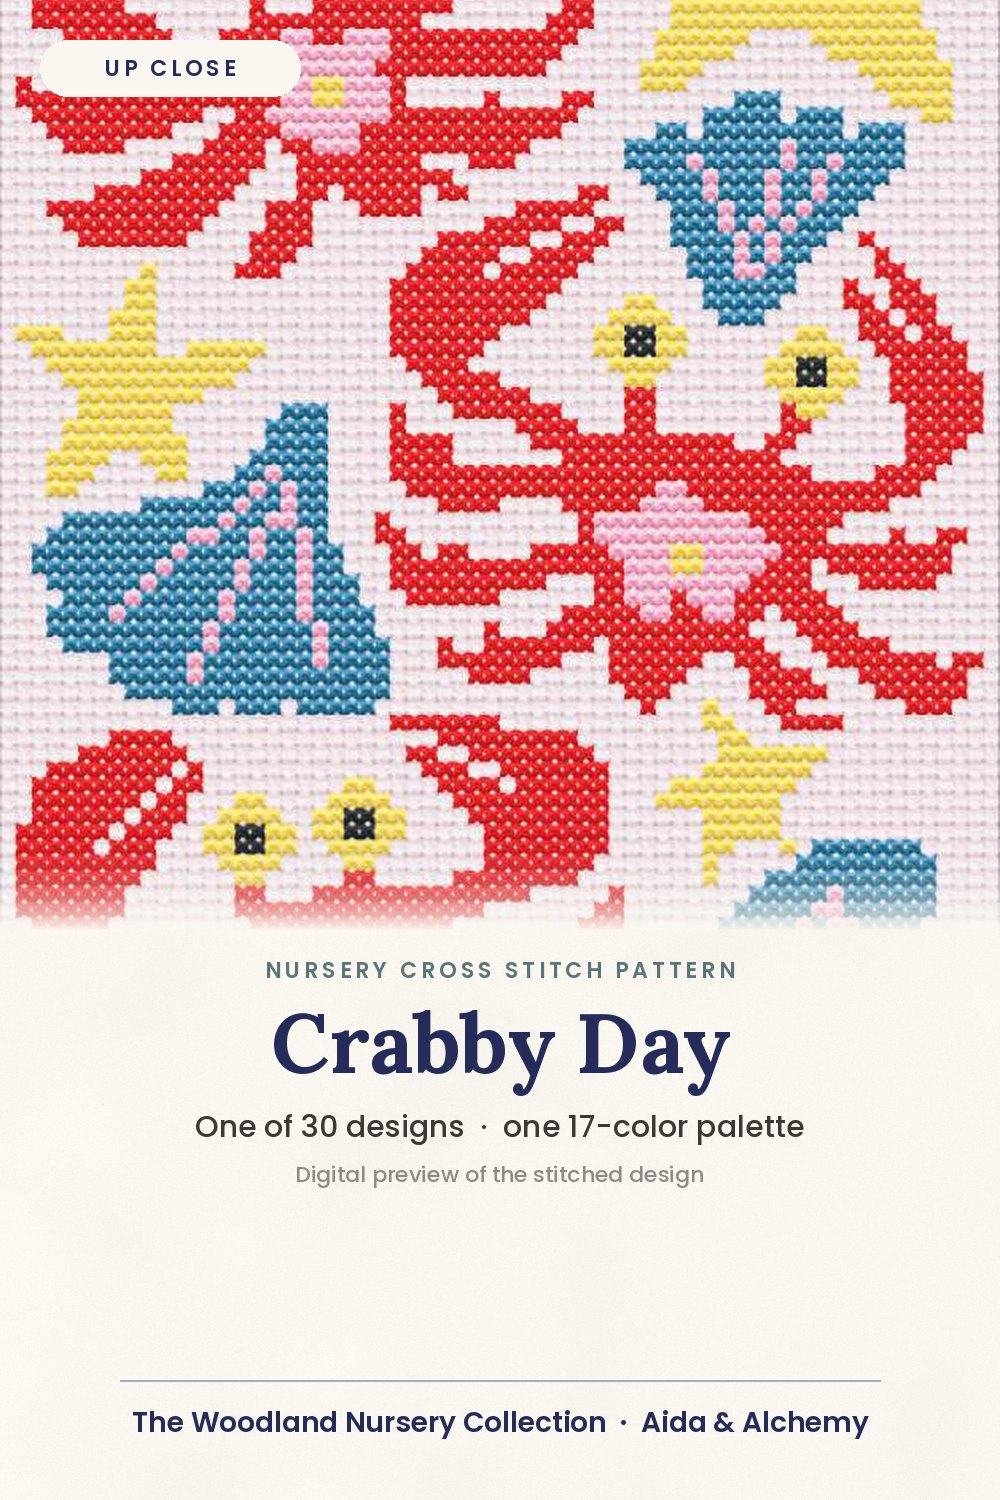 UP CLOSE
NURSERY CROSS STITCH PATTERN
Crabby Day
One of 30 designs · one 17-color palette
Digital preview of the stitched design
The Woodland Nursery Collection · Aida & Alchemy